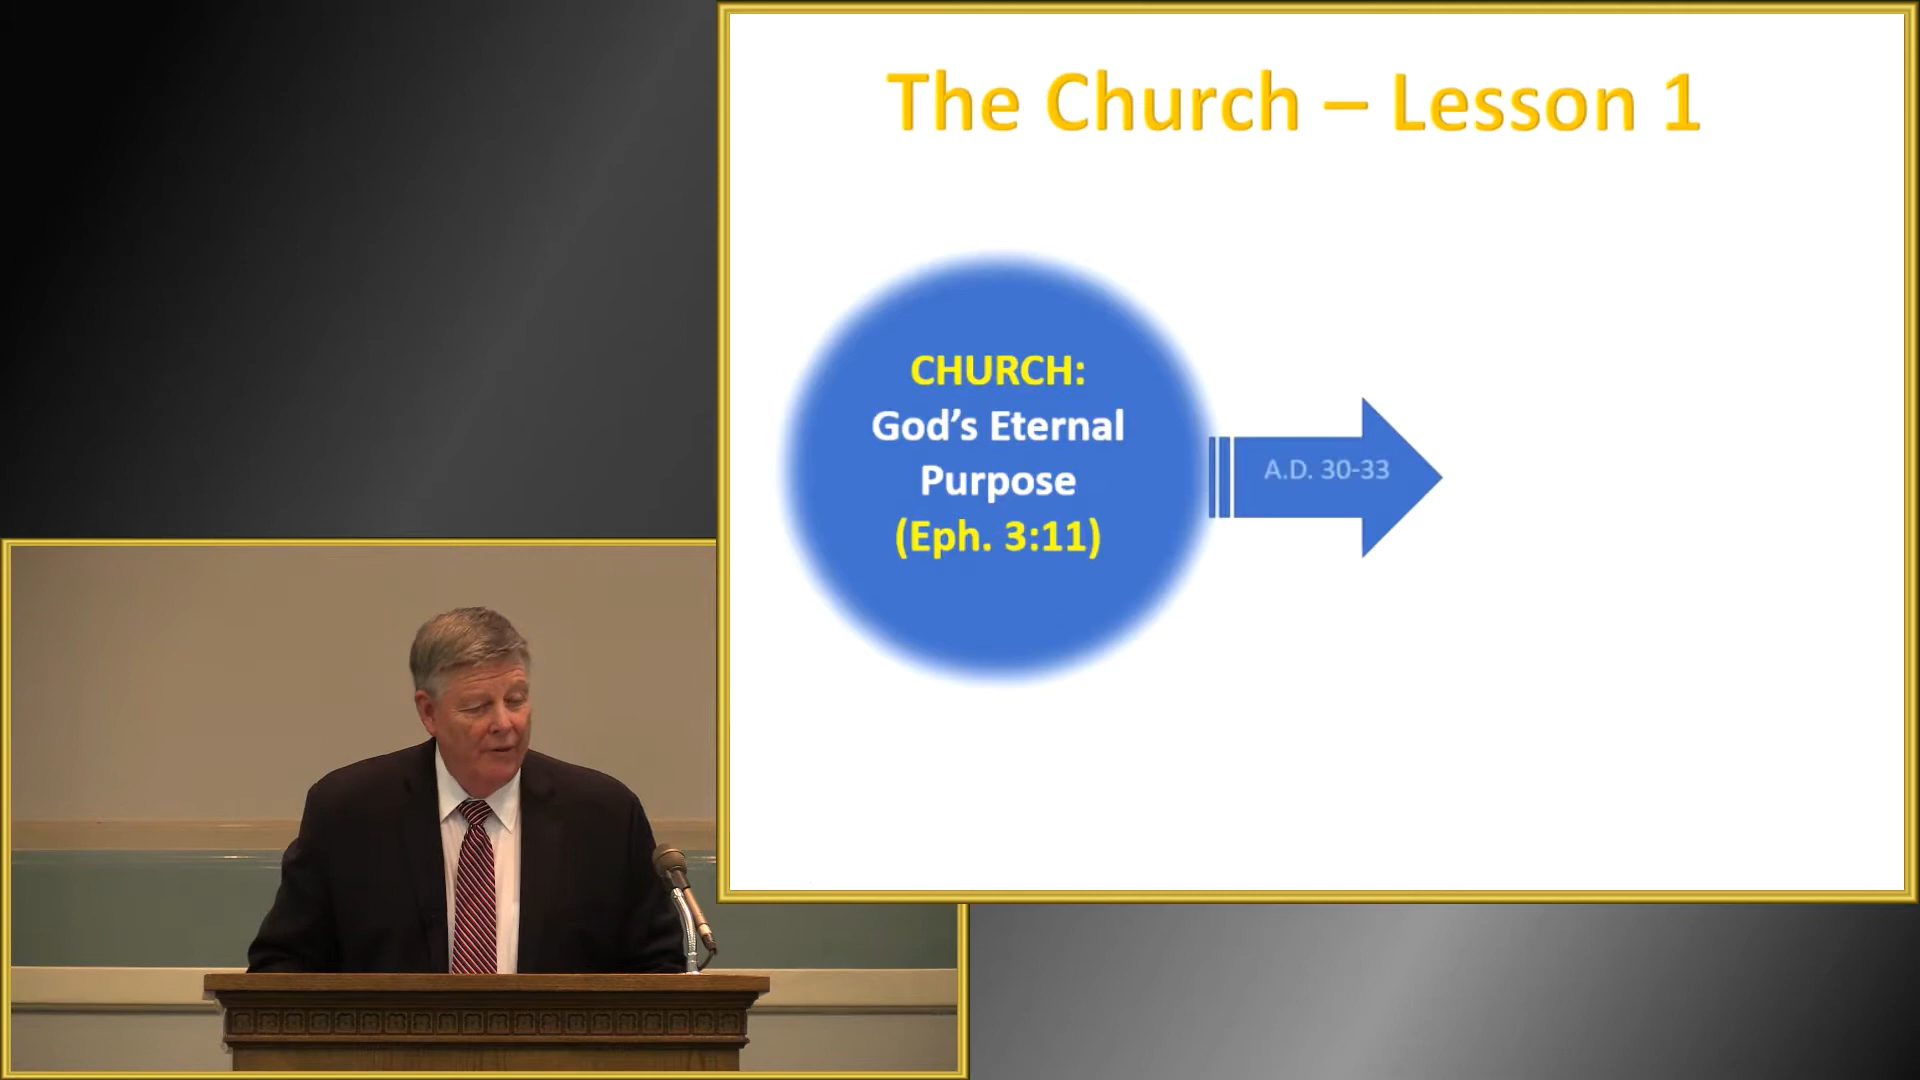 The Church – Lesson 1
CHURCH:
God’s Eternal
Purpose
(Eph. 3:11)
A.D. 30-33